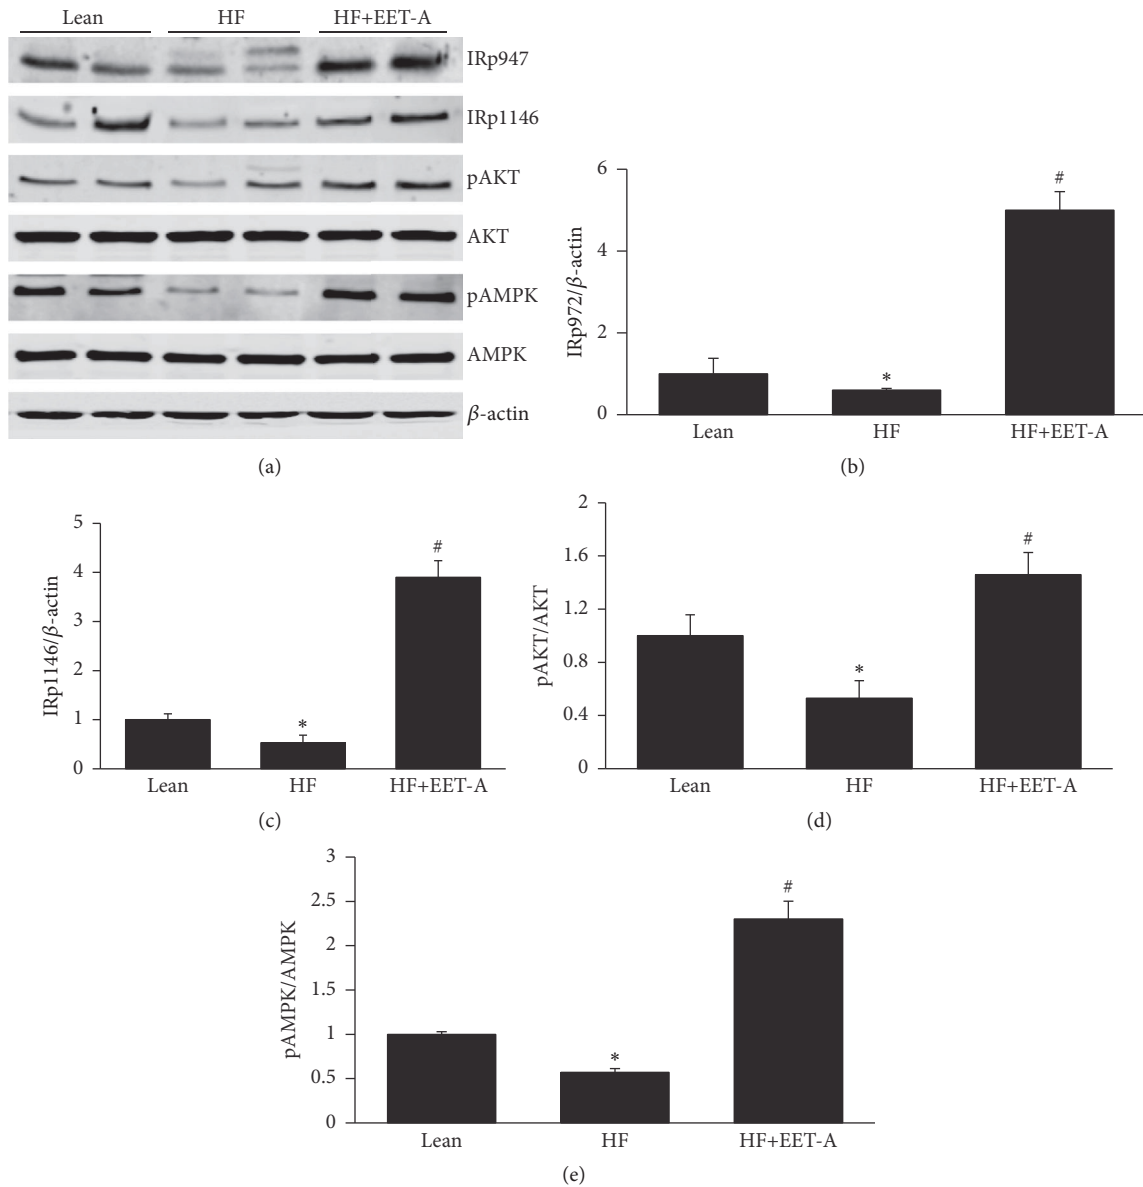 Lean HF HF+EET-A
IRp947
IRp1146
pAKT
AKT
pAMPK
AMPK
β-actin
(a)
IRp972/β-actin
6
4
2
0
*
#
Lean HF HF+EET-A
(b)
IRp1146/β-actin
5
4
3
2
1
0
*
#
Lean HF HF+EET-A
(c)
pAKT/AKT
2
1.6
1.2
0.8
0.4
0
*
#
Lean HF HF+EET-A
(d)
pAMPK/AMPK
3
2.5
2
1.5
1
0.5
0
*
#
Lean HF HF+EET-A
(e)